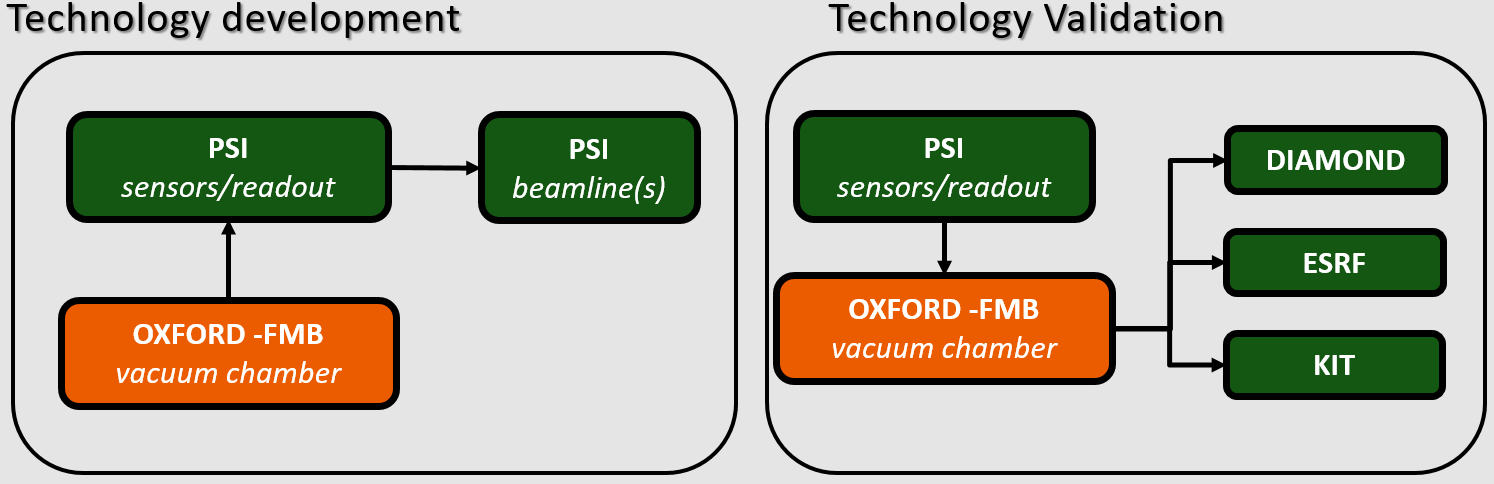 Technology development
PSI
sensors/readout
PSI
beamline(s)
OXFORD -FMB
vacuum chamber
Technology Validation
PSI
sensors/readout
OXFORD -FMB
vacuum chamber
DIAMOND
ESRF
KIT